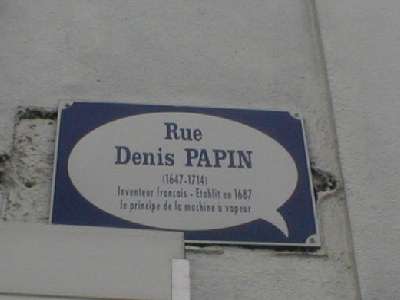 Rue
Denis PAPIN
(1647-1714)
Inventeur français - Etablit en 1687
le principe de la machine à vapeur